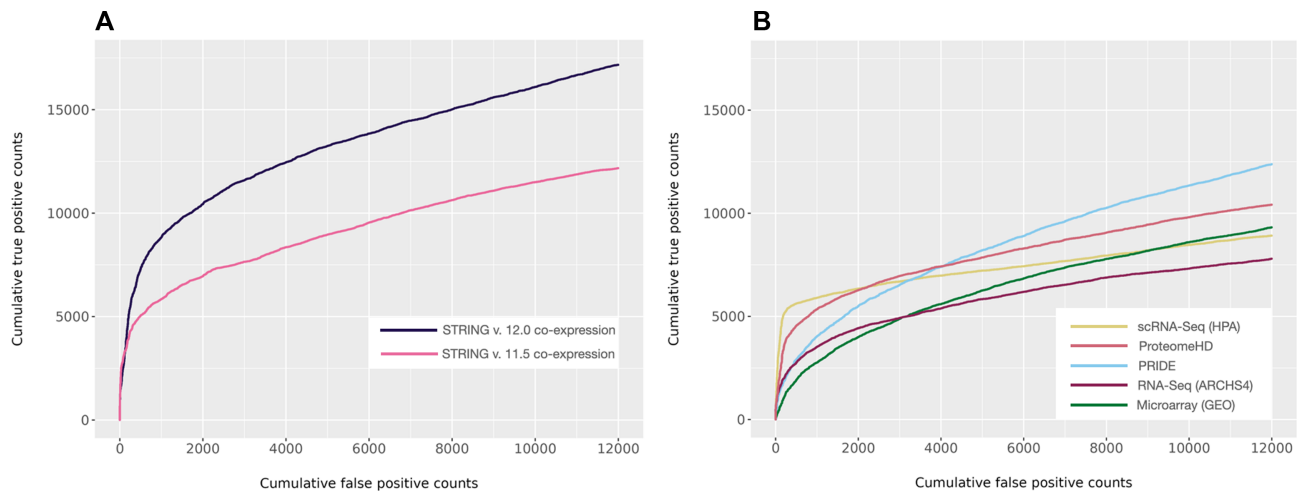 A
Cumulative true positive counts
15000
10000
5000
0
STRING v. 12.0 co-expression
STRING v. 11.5 co-expression
0 2000 4000 6000 8000 10000 12000
Cumulative false positive counts
B
Cumulative true positive counts
15000
10000
5000
0
scRNA-Seq (HPA)
ProteomeHD
PRIDE
RNA-Seq (ARCHS4)
Microarray (GEO)
0 2000 4000 6000 8000 10000 12000
Cumulative false positive counts